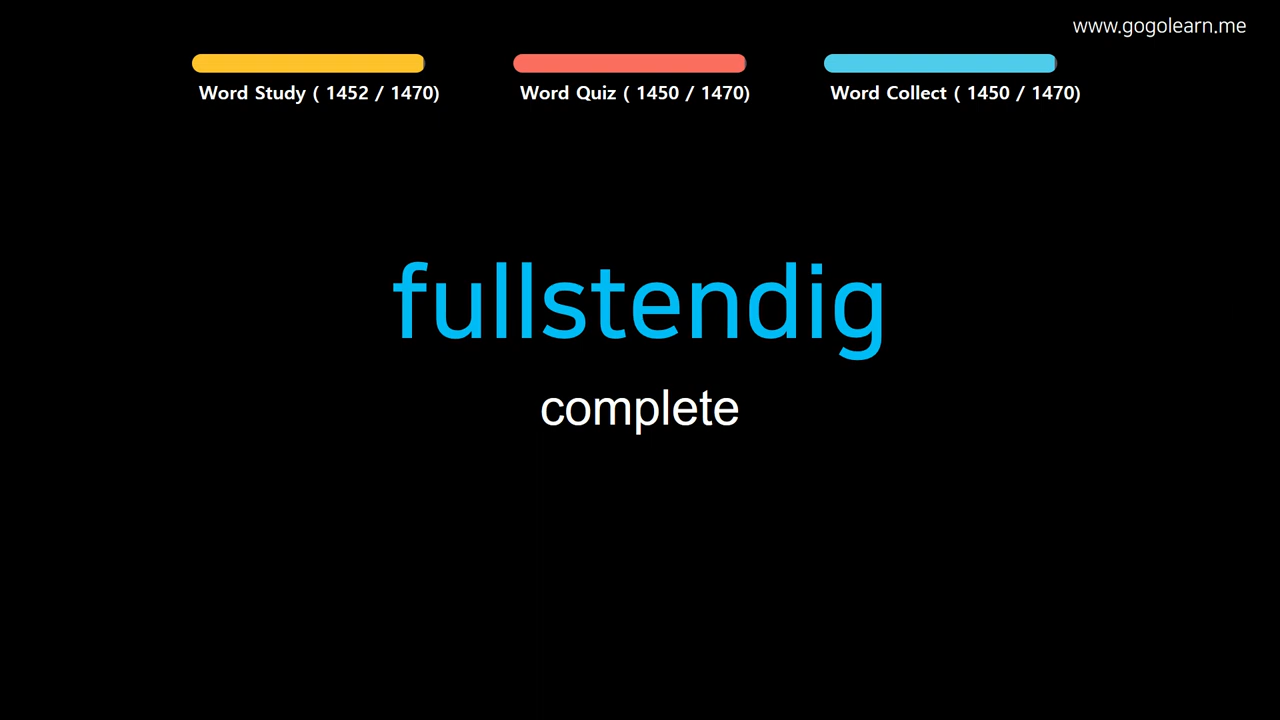 www.gogolearn.me
Word Study ( 1452 / 1470)
Word Quiz ( 1450 / 1470)
Word Collect ( 1450 / 1470)
fullstendig
complete